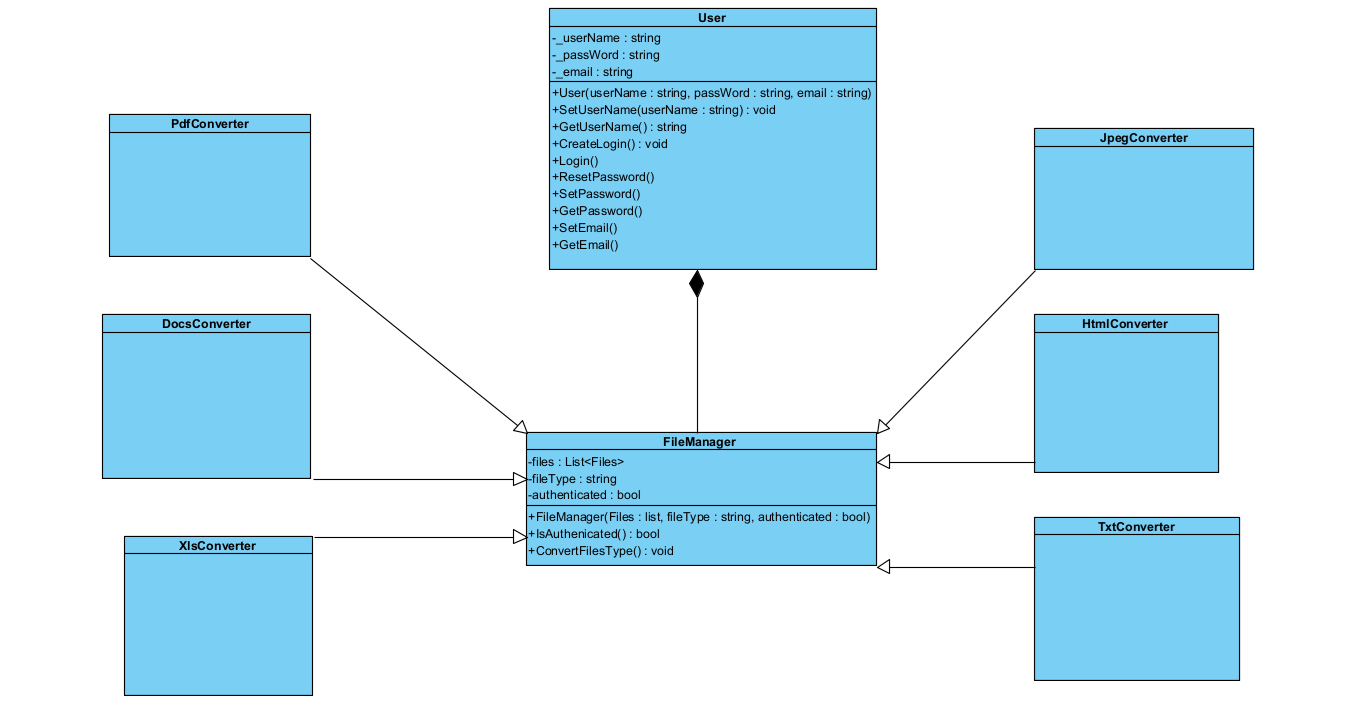 User
-_userName : string
-_passWord : string
-_email : string
+User(userName : string, passWord : string, email : string)
+SetUserName(userName : string) : void
+GetUserName() : string
+CreateLogin() : void
+Login()
+ResetPassword()
+SetPassword()
+GetPassword()
+SetEmail()
+GetEmail()
PdfConverter
JpegConverter
DocsConverter
HtmlConverter
FileManager
-files : List<Files>
-fileType : string
-authenticated : bool
+FileManager(Files : list, fileType : string, authenticated : bool)
+IsAuthenicated() : bool
+ConvertFilesType() : void
XlsConverter
TxtConverter